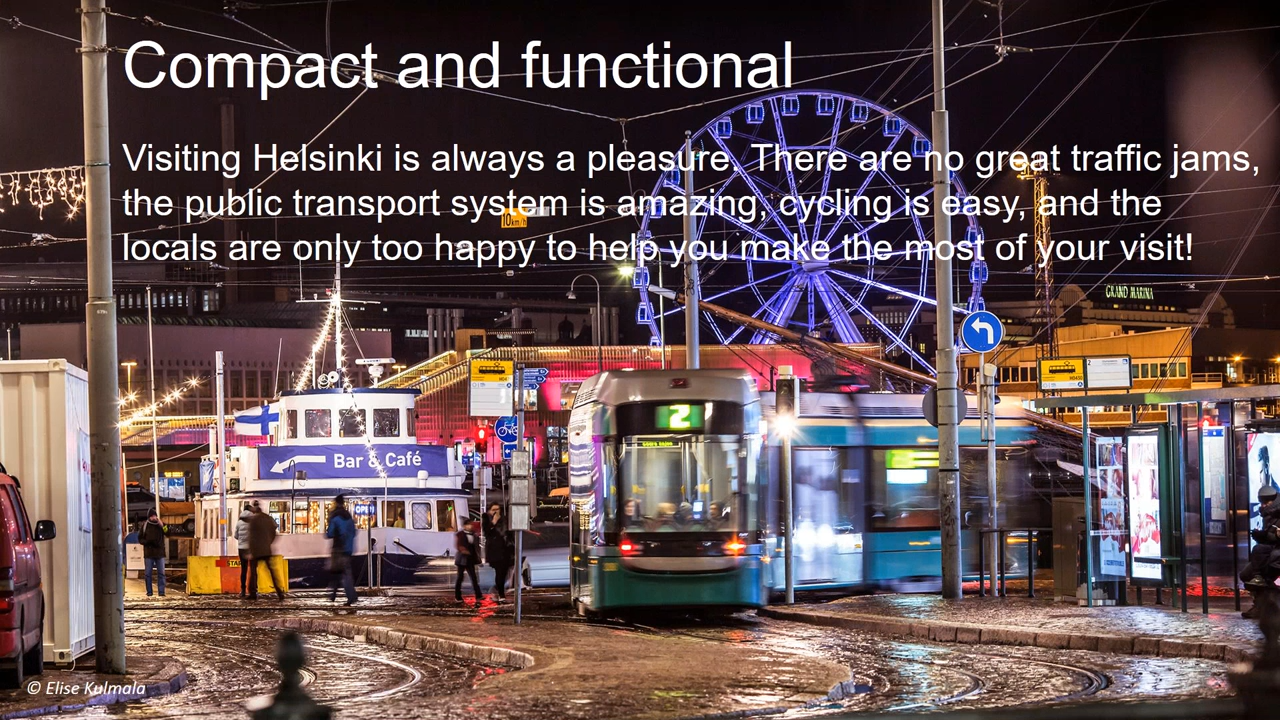 Compact and functional
Visiting Helsinki is always a pleasure. There are no great traffic jams,
the public transport system is amazing, cycling is easy, and the
locals are only too happy to help you make the most of your visit!
10km/h
GRAND MARINA
2
Bar & Café
OPEN
© Elise Kulmala